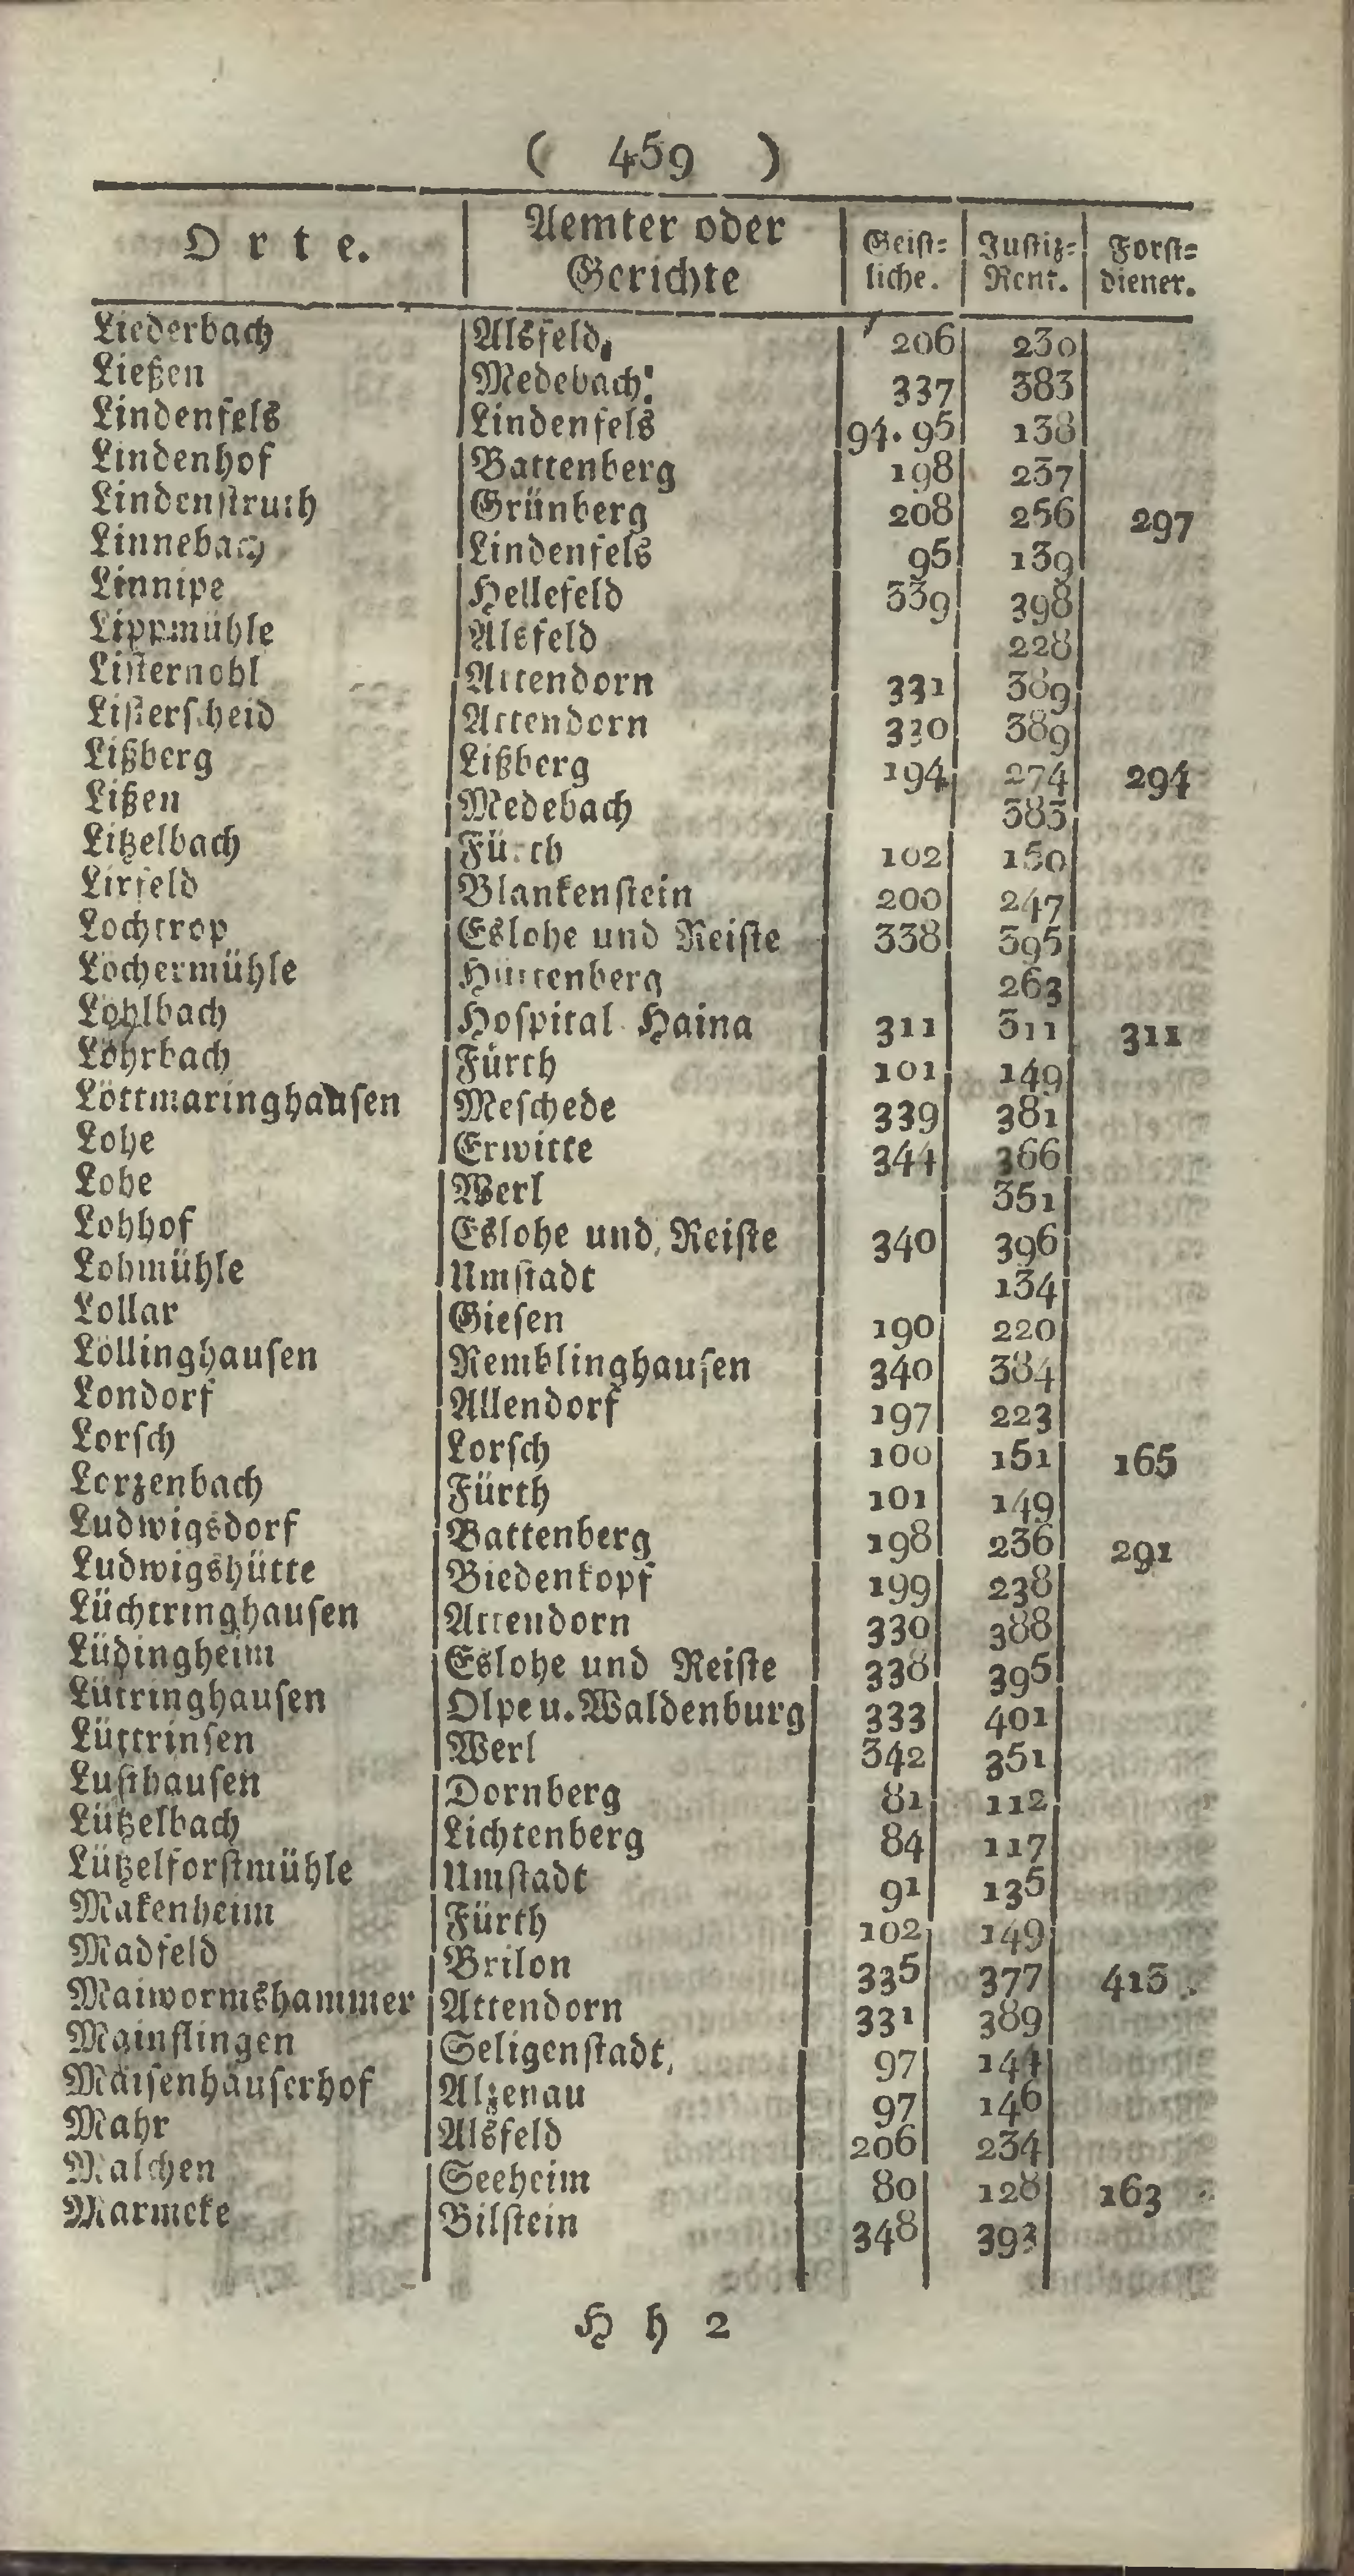 ( 459 )
Orte. Aemter oder Gerichte Geist=liche. Justiz=Rent. Forst=diener.
Liederbach Alsfeld. 206 230
Ließen Medebach. 337 383
Lindenfels Lindenfels 94. 95 138
Lindenhof Battenberg 198 237
Lindenstruth Grünberg 208 256 297
Linnebach Lindenfels 95 139
Linnipe Hellefeld 339 398
Lippmühle Alsfeld 228
Listernohl Attendorn 331 389
Listerscheid Attendorn 330 389
Lißberg Lißberg 194 274 294
Lißen Medebach 383
Litzelbach Fürth 102 150
Lixfeld Blankenstein 200 247
Lochtrop Eslohe und Reiste 338 395
Löchermühle Hüttenberg 263
Löhlbach Hospital Haina 311 311 311
Löhrbach Fürth 101 149
Löttmaringhausen Meschede 339 381
Lohe Erwitte 344 366
Lohe Werl 351
Lohhof Eslohe und Reiste 340 396
Lohmühle Umstadt 134
Lollar Giesen 190 220
Löllinghausen Remblinghausen 340 384
Londorf Allendorf 197 223
Lorsch Lorsch 100 151 165
Lörzenbach Fürth 101 149
Ludwigsdorf Battenberg 198 236 291
Ludwigshütte Biedenkopf 199 238
Lüchtringhausen Attendorn 330 388
Lüdingheim Eslohe und Reiste 338 395
Lüttringhausen Olpe u. Waldenburg 333 401
Lüttrinsen Werl 342 351
Lusthausen Dornberg 81 112
Lützelbach Lichtenberg 84 117
Lützelforstmühle Umstadt 91 135
Makenheim Fürth 102 149
Madfeld Brilon 335 377 413
Maiwormshammer Attendorn 331 389
Mainflingen Seligenstadt, 97 144
Maisenhäuserhof Alzenau 97 146
Mahr Alsfeld 206 234
Malchen Seeheim 80 128 163
Marmcke Bilstein 348 393
H h 2